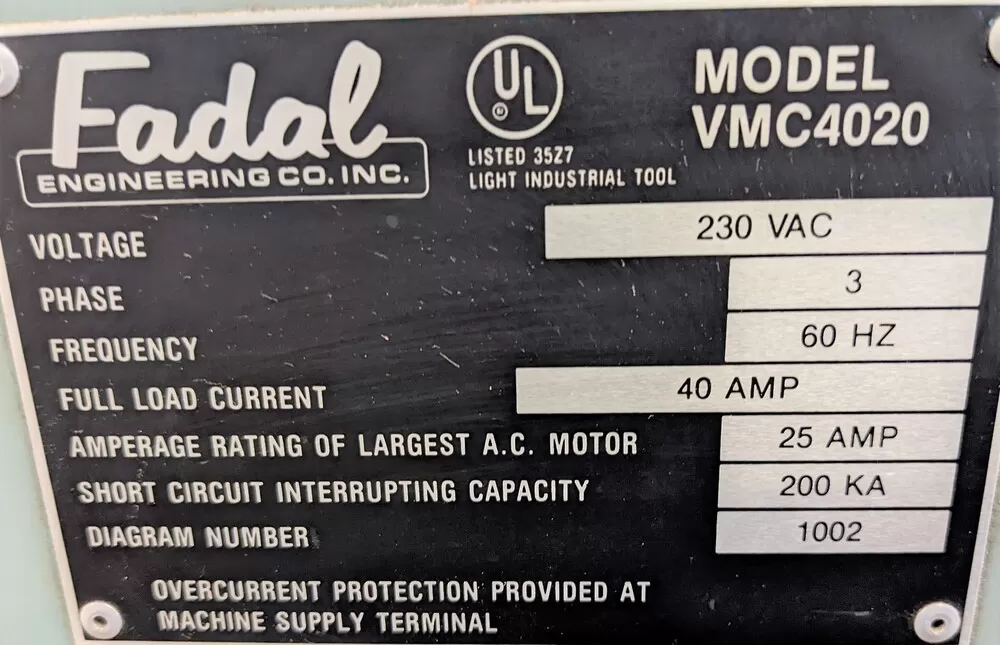 Fadal
ENGINEERING CO. INC.
UL
LISTED 35Z7
LIGHT INDUSTRIAL TOOL
MODEL
VMC4020
VOLTAGE 230 VAC
PHASE 3
FREQUENCY 60 HZ
FULL LOAD CURRENT 40 AMP
AMPERAGE RATING OF LARGEST A.C. MOTOR 25 AMP
SHORT CIRCUIT INTERRUPTING CAPACITY 200 KA
DIAGRAM NUMBER 1002
OVERCURRENT PROTECTION PROVIDED AT
MACHINE SUPPLY TERMINAL